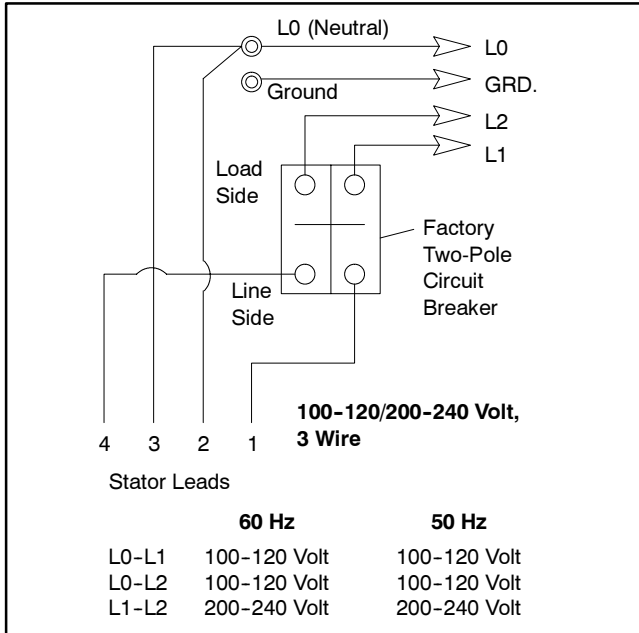 L0 (Neutral)
L0
GRD.
Ground
L2
L1
Load
Side
Factory
Two-Pole
Circuit
Breaker
Line
Side
100-120/200-240 Volt,
3 Wire
4 3 2 1
Stator Leads
60 Hz 50 Hz
L0-L1 100-120 Volt 100-120 Volt
L0-L2 100-120 Volt 100-120 Volt
L1-L2 200-240 Volt 200-240 Volt